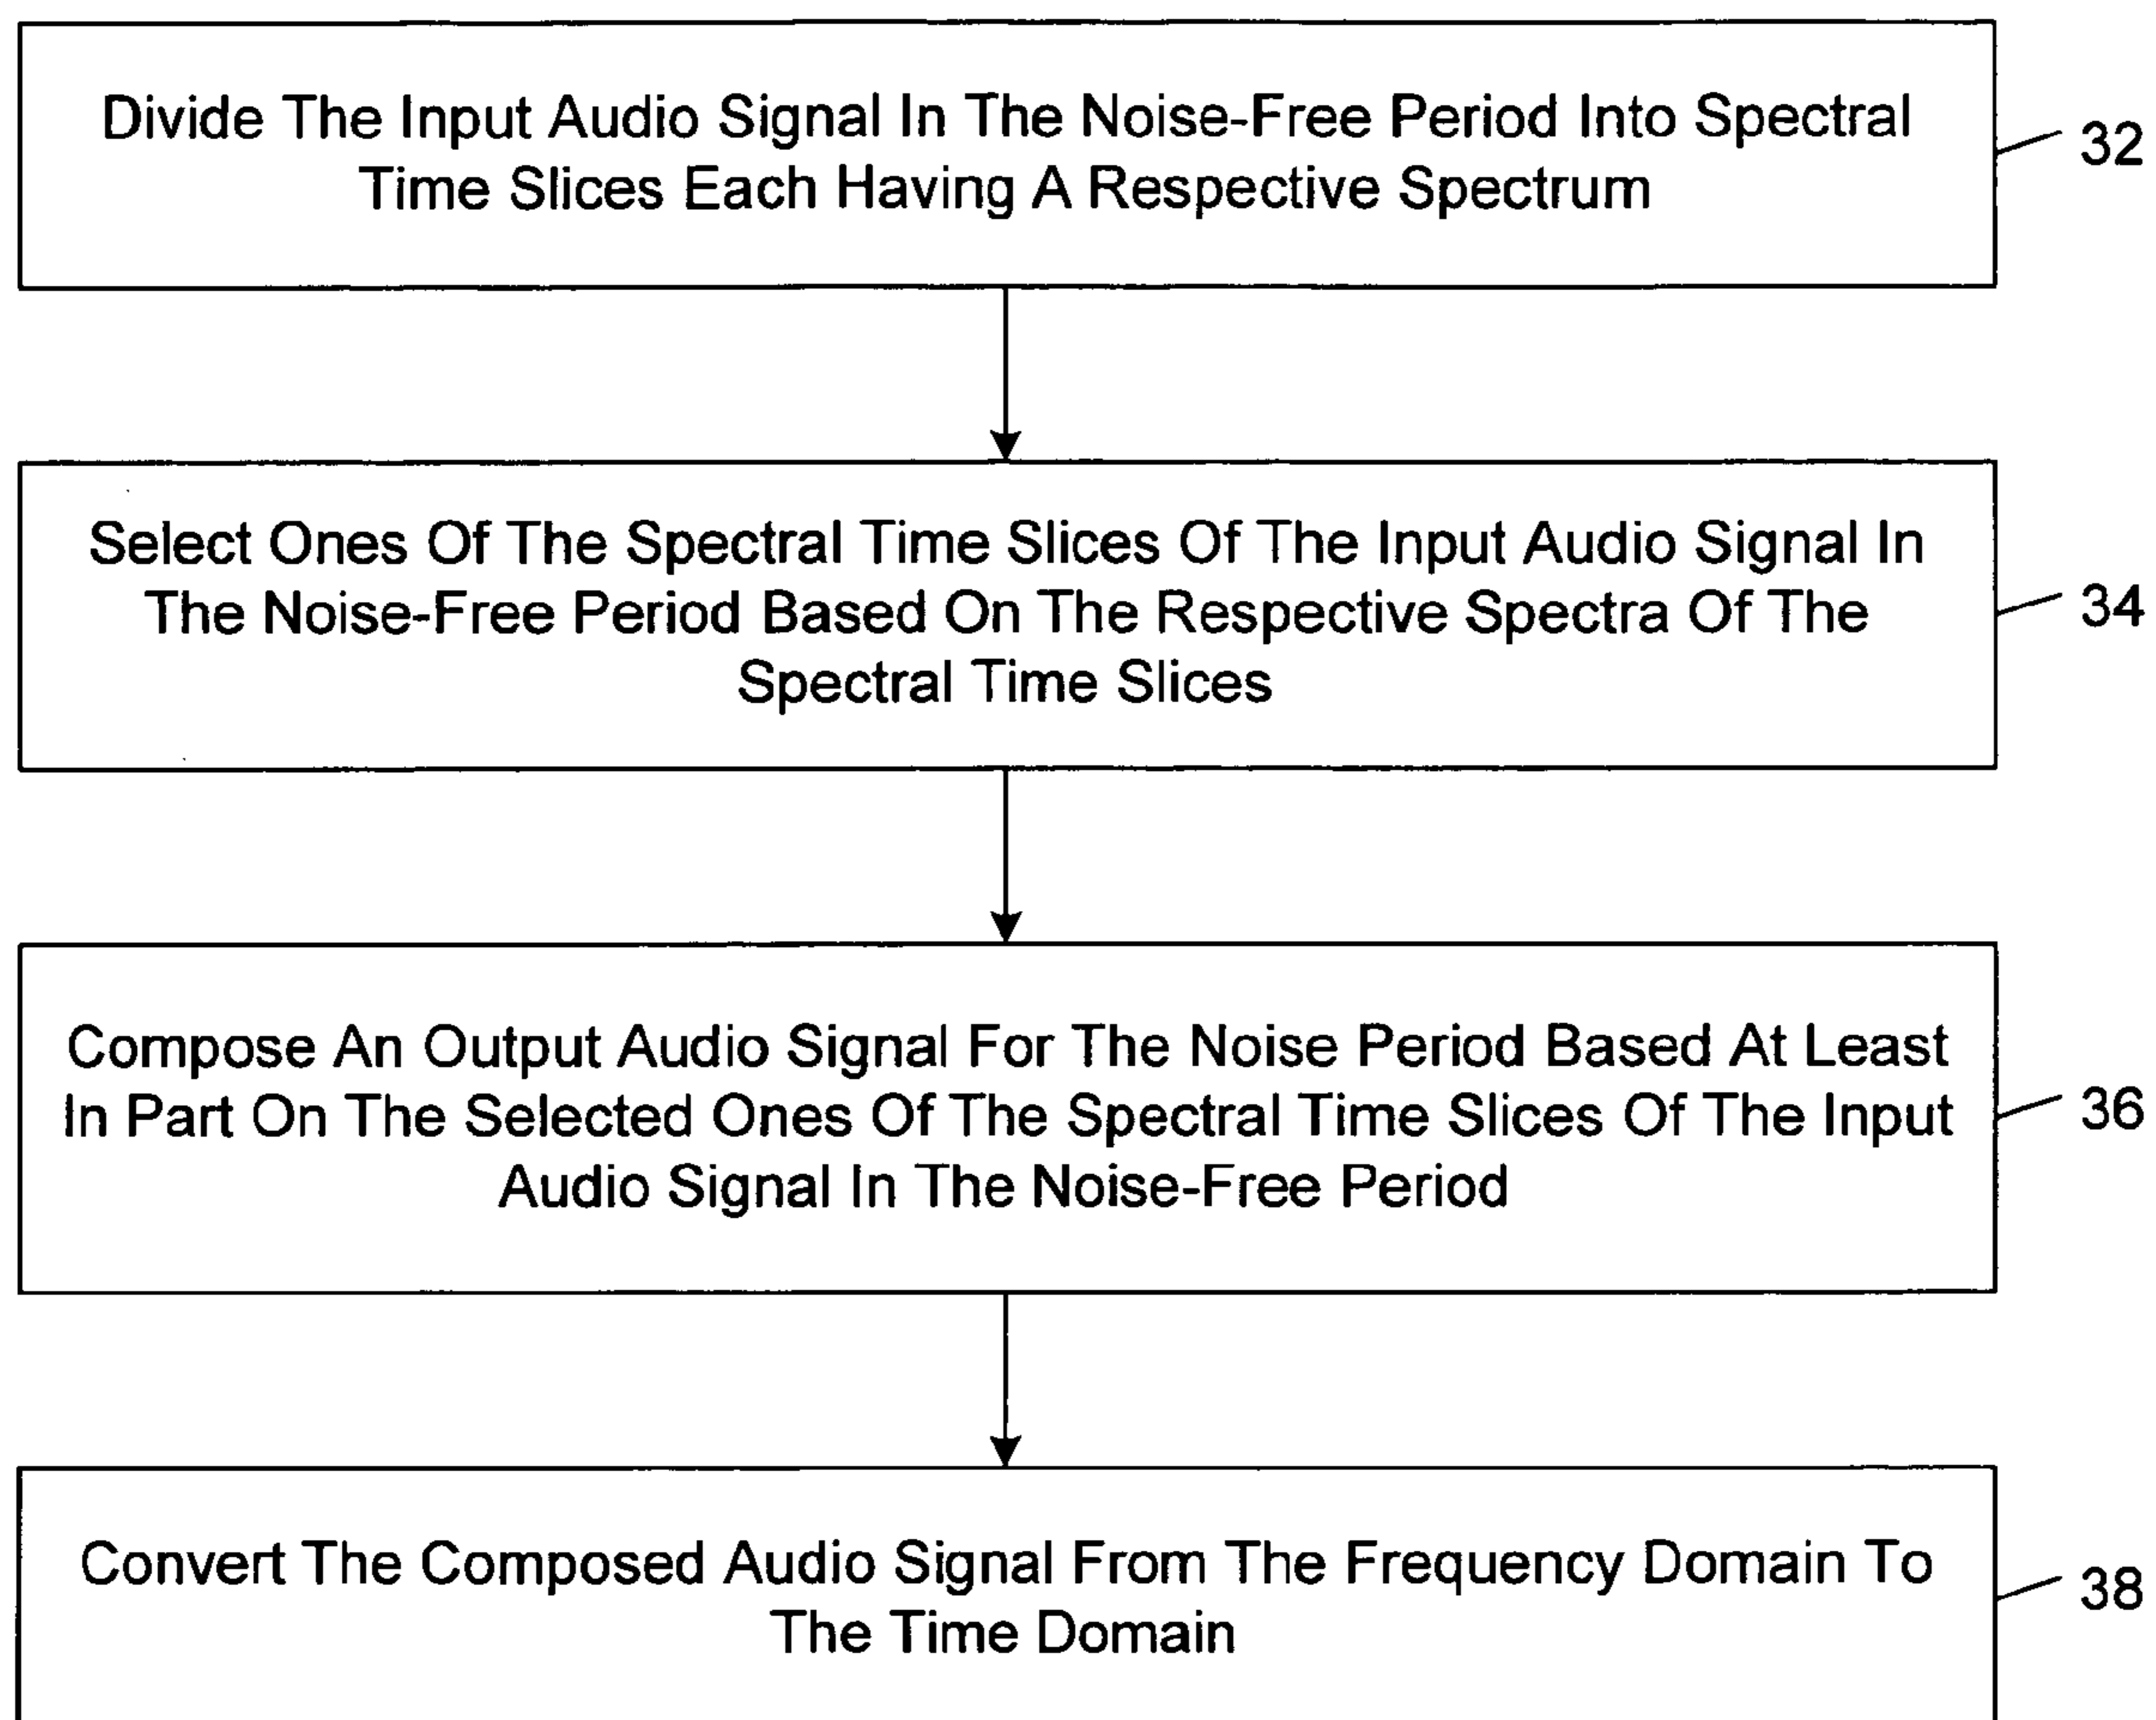 Divide The Input Audio Signal In The Noise-Free Period Into Spectral
Time Slices Each Having A Respective Spectrum
32
Select Ones Of The Spectral Time Slices Of The Input Audio Signal In
The Noise-Free Period Based On The Respective Spectra Of The
Spectral Time Slices
34
Compose An Output Audio Signal For The Noise Period Based At Least
In Part On The Selected Ones Of The Spectral Time Slices Of The Input
Audio Signal In The Noise-Free Period
36
Convert The Composed Audio Signal From The Frequency Domain To
The Time Domain
38